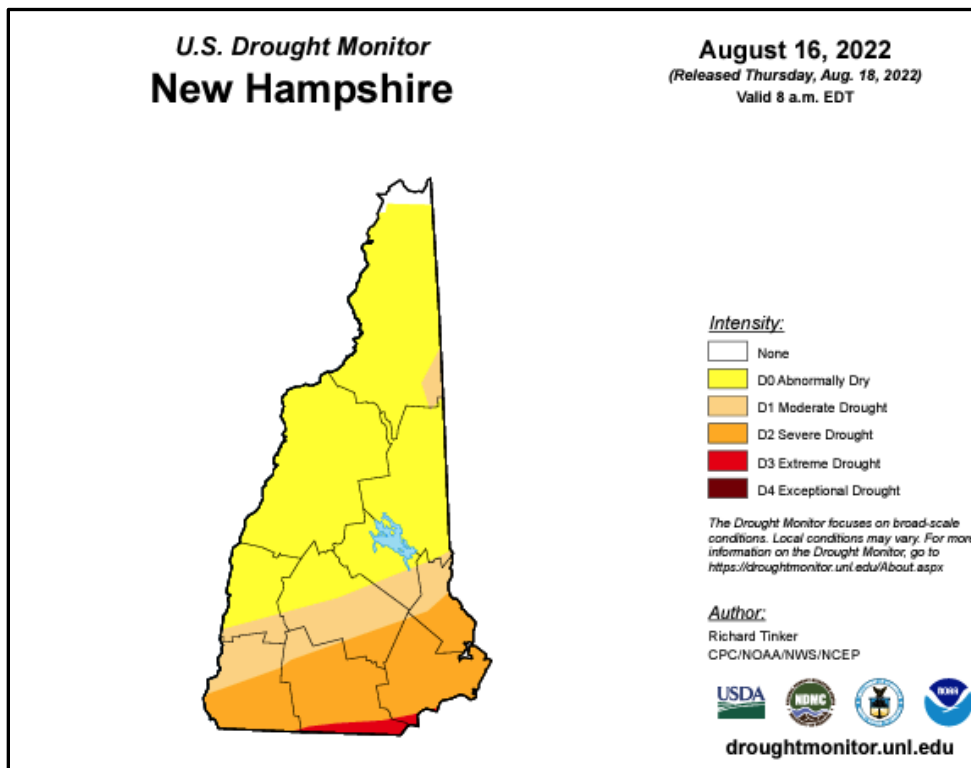 U.S. Drought Monitor
New Hampshire
August 16, 2022
(Released Thursday, Aug. 18, 2022)
Valid 8 a.m. EDT
Intensity:
None
D0 Abnormally Dry
D1 Moderate Drought
D2 Severe Drought
D3 Extreme Drought
D4 Exceptional Drought
The Drought Monitor focuses on broad-scale
conditions. Local conditions may vary. For more
information on the Drought Monitor, go to
https://droughtmonitor.unl.edu/About.aspx
Author:
Richard Tinker
CPC/NOAA/NWS/NCEP
USDA
NDMC
NOAA
droughtmonitor.unl.edu